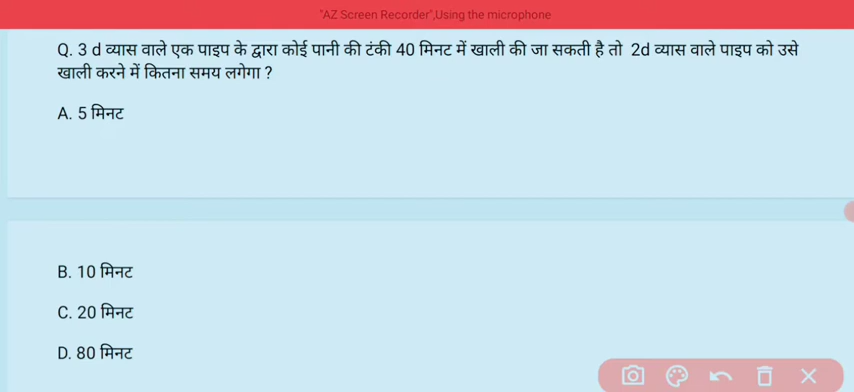 "AZ Screen Recorder",Using the microphone
Q. 3 d व्यास वाले एक पाइप के द्वारा कोई पानी की टंकी 40 मिनट में खाली की जा सकती है तो 2d व्यास वाले पाइप को उसे
खाली करने में कितना समय लगेगा ?
A. 5 मिनट
B. 10 मिनट
C. 20 मिनट
D. 80 मिनट